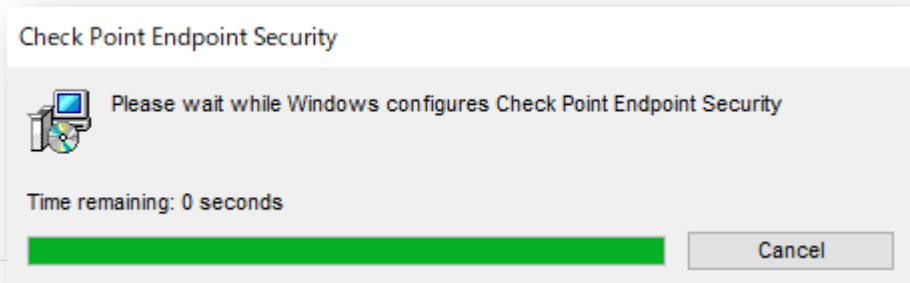 Check Point Endpoint Security
Please wait while Windows configures Check Point Endpoint Security
Time remaining: 0 seconds
Cancel